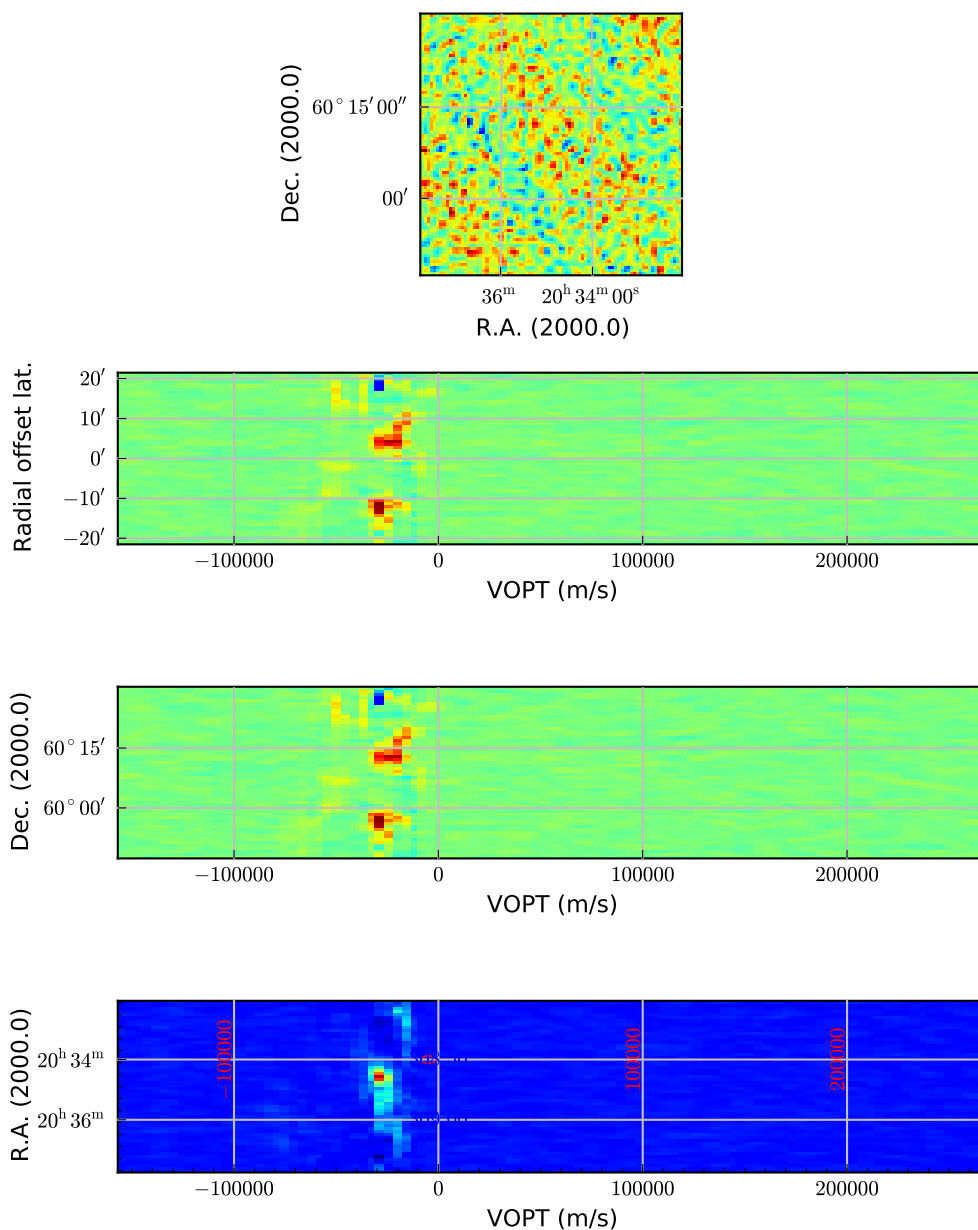 Dec. (2000.0)
60° 15′ 00″
00′
36ᵐ 20ʰ 34ᵐ 00ˢ
R.A. (2000.0)
Radial offset lat.
20′
10′
0′
−10′
−20′
−100000 0 100000 200000
VOPT (m/s)
Dec. (2000.0)
60° 15′
60° 00′
−100000 0 100000 200000
VOPT (m/s)
R.A. (2000.0)
20ʰ 34ᵐ
20ʰ 36ᵐ
−100000
100000
200000
−100000 0 100000 200000
VOPT (m/s)